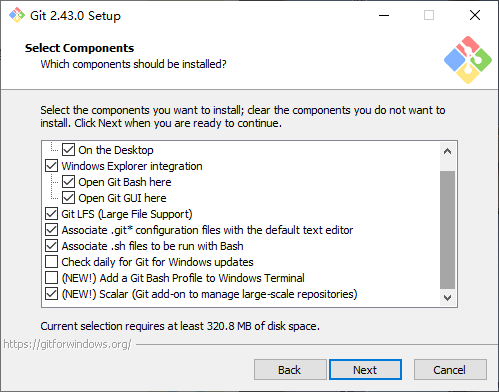 Git 2.43.0 Setup
Select Components
Which components should be installed?
Select the components you want to install; clear the components you do not want to
install. Click Next when you are ready to continue.
On the Desktop
Windows Explorer integration
Open Git Bash here
Open Git GUI here
Git LFS (Large File Support)
Associate .git* configuration files with the default text editor
Associate .sh files to be run with Bash
Check daily for Git for Windows updates
(NEW!) Add a Git Bash Profile to Windows Terminal
(NEW!) Scalar (Git add-on to manage large-scale repositories)
Current selection requires at least 320.8 MB of disk space.
https://gitforwindows.org/
Back
Next
Cancel